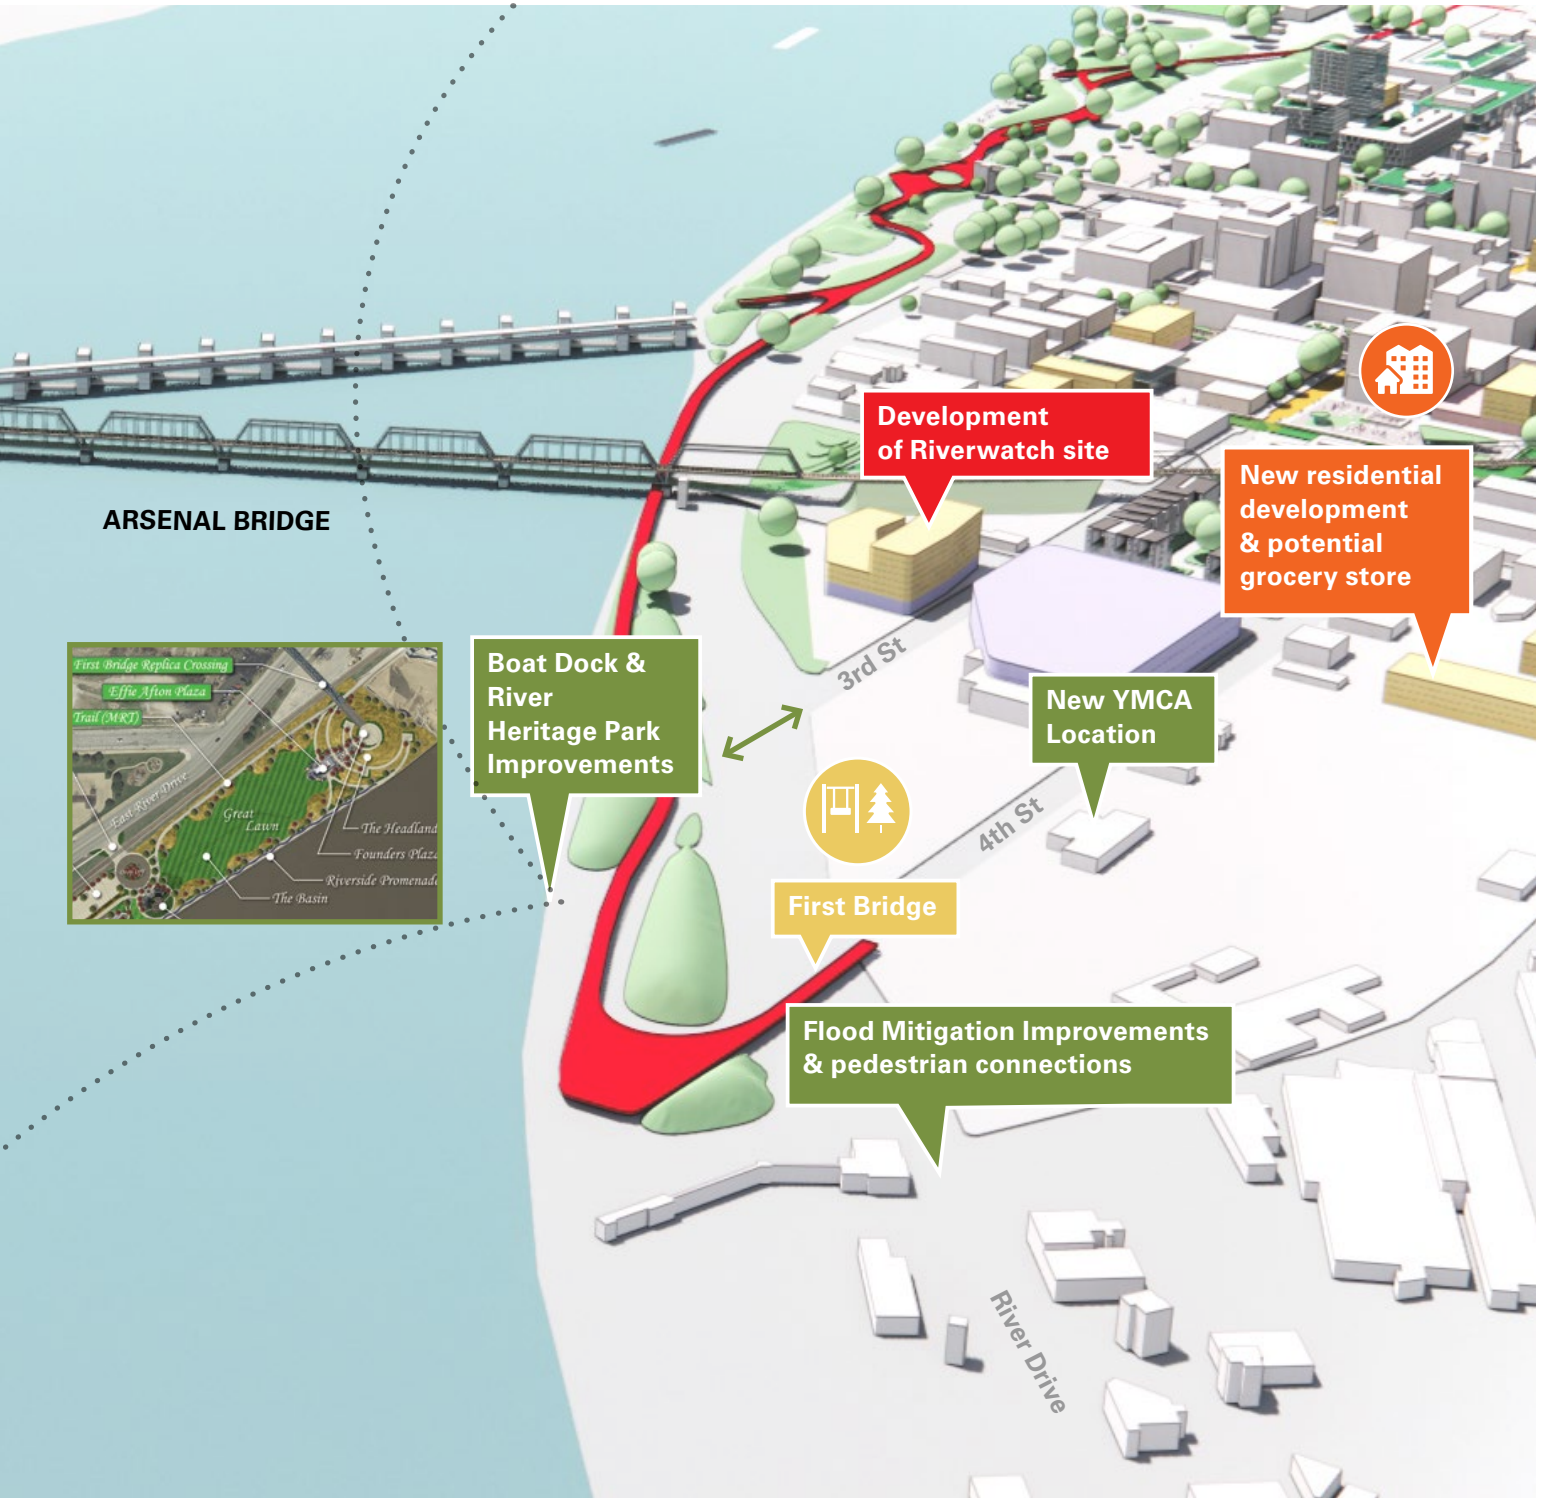 Development
of Riverwatch site
New residential
development
& potential
grocery store
ARSENAL BRIDGE
First Bridge Replica Crossing
Effie Afton Plaza
Trail (MRT)
East River Drive
Great
Lawn
The Headland
Founders Plaza
Riverside Promenade
The Basin
Boat Dock &
River
Heritage Park
Improvements
3rd St
New YMCA
Location
4th St
First Bridge
Flood Mitigation Improvements
& pedestrian connections
River Drive